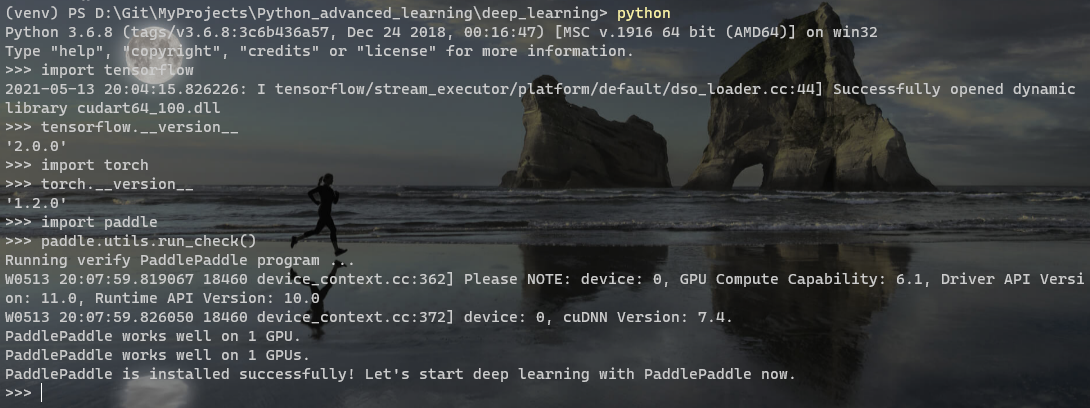 (venv) PS D:\Git\MyProjects\Python_advanced_learning\deep_learning> python
Python 3.6.8 (tags/v3.6.8:3c6b436a57, Dec 24 2018, 00:16:47) [MSC v.1916 64 bit (AMD64)] on win32
Type "help", "copyright", "credits" or "license" for more information.
>>> import tensorflow
2021-05-13 20:04:15.826226: I tensorflow/stream_executor/platform/default/dso_loader.cc:44] Successfully opened dynamic
library cudart64_100.dll
>>> tensorflow.__version__
'2.0.0'
>>> import torch
>>> torch.__version__
'1.2.0'
>>> import paddle
>>> paddle.utils.run_check()
Running verify PaddlePaddle program ...
W0513 20:07:59.819067 18460 device_context.cc:362] Please NOTE: device: 0, GPU Compute Capability: 6.1, Driver API Versi
on: 11.0, Runtime API Version: 10.0
W0513 20:07:59.826050 18460 device_context.cc:372] device: 0, cuDNN Version: 7.4.
PaddlePaddle works well on 1 GPU.
PaddlePaddle works well on 1 GPUs.
PaddlePaddle is installed successfully! Let's start deep learning with PaddlePaddle now.
>>>